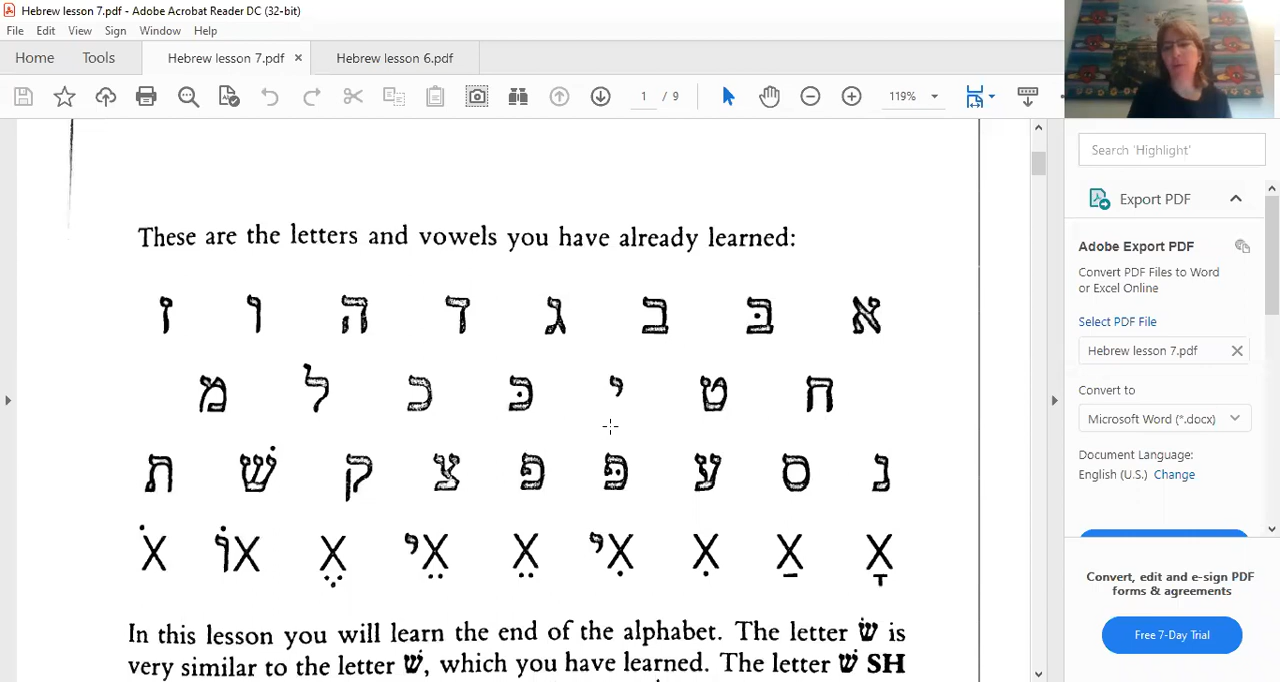 Hebrew lesson 7.pdf - Adobe Acrobat Reader DC (32-bit)
File Edit View Sign Window Help
Home Tools Hebrew lesson 7.pdf × Hebrew lesson 6.pdf
1 / 9 119%
These are the letters and vowels you have already learned:
א בּ ב ג ד ה ו ז
ח ט י כּ כ ל מ
נ ס ע פּ פ צ ק שׁ ת
Xָ Xַ Xִ Xִי Xֵ Xֵי Xֶ Xוֹ Xֹ
In this lesson you will learn the end of the alphabet. The letter שׂ is
very similar to the letter שׁ, which you have learned. The letter שׁ SH
Search 'Highlight'
Export PDF
Adobe Export PDF
Convert PDF Files to Word
or Excel Online
Select PDF File
Hebrew lesson 7.pdf
Convert to
Microsoft Word (*.docx)
Document Language:
English (U.S.) Change
Convert, edit and e-sign PDF
forms & agreements
Free 7-Day Trial